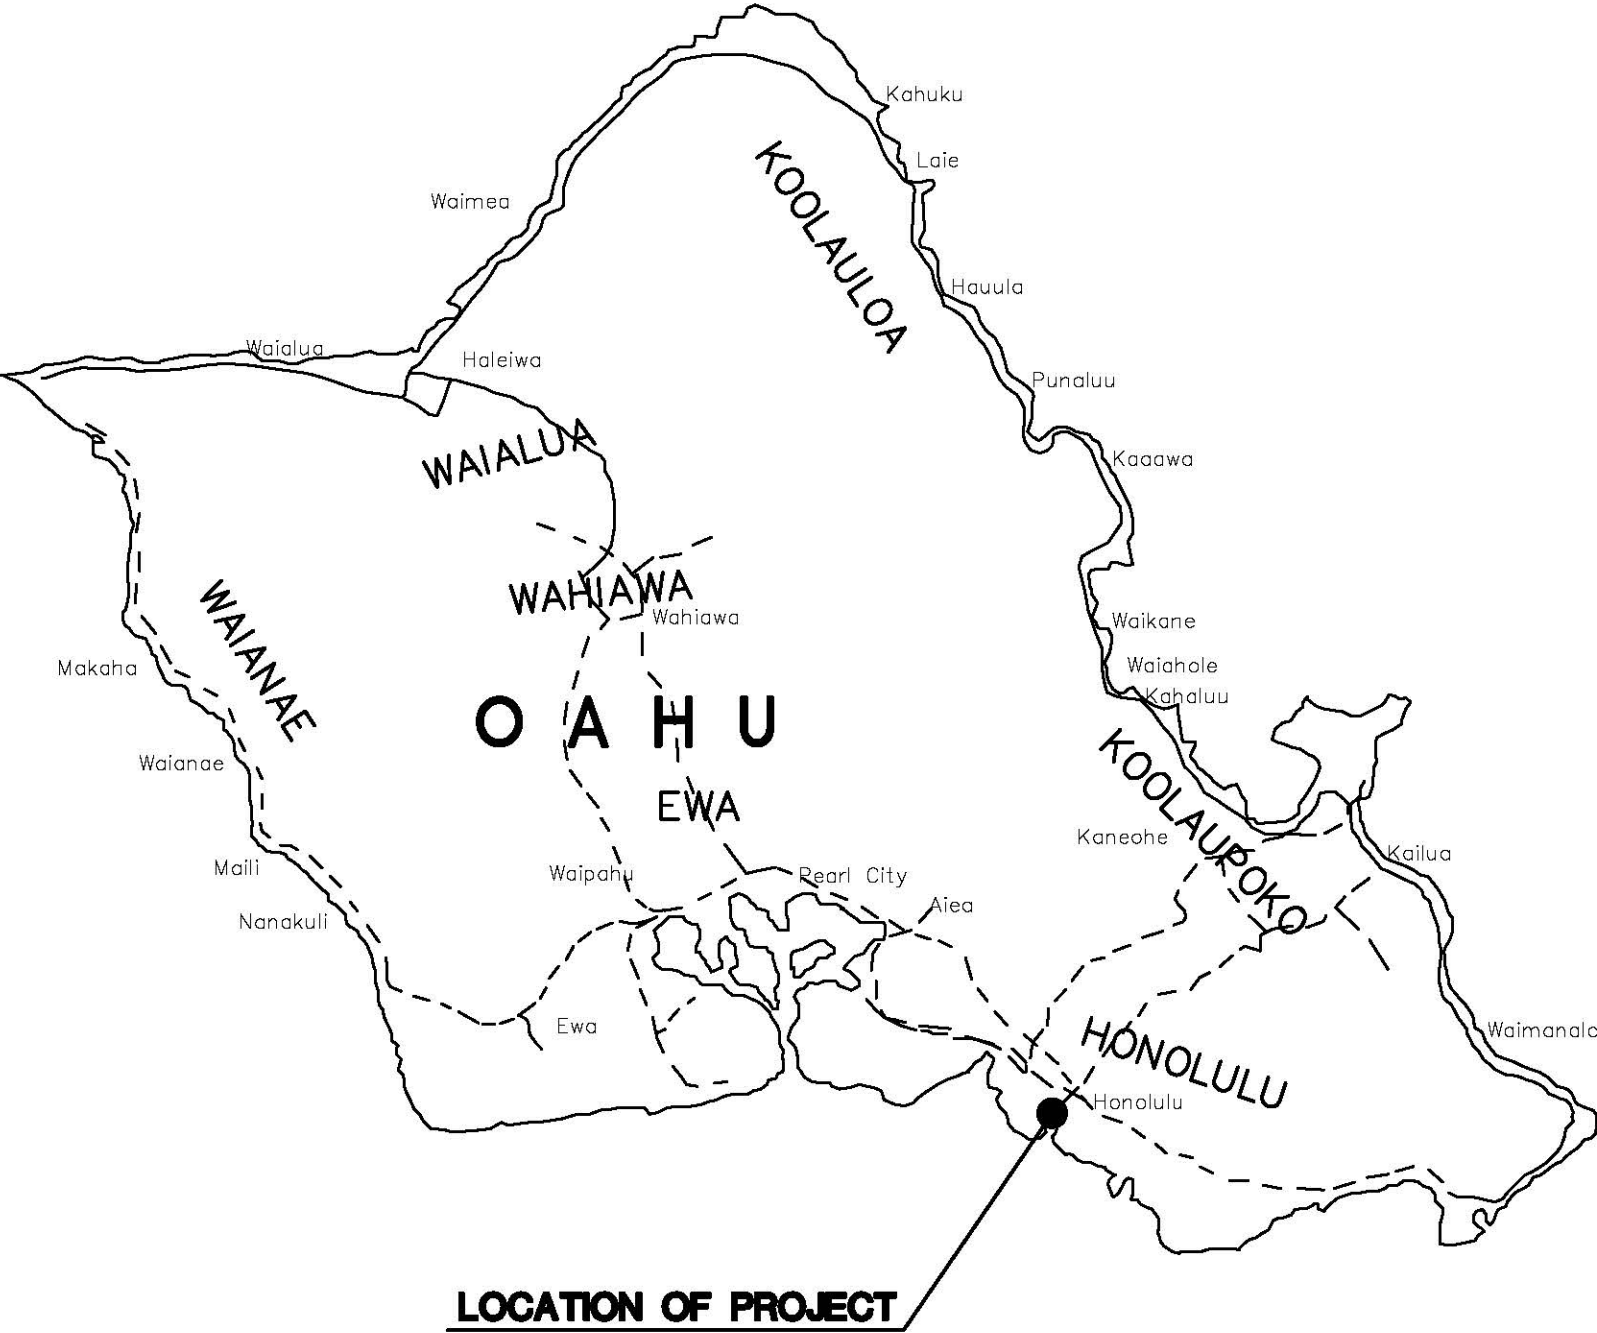 Kahuku
Laie
KOOLAULOA
Waimea
Hauula
Waialua
Haleiwa
Punaluu
WAIALUA
Kaaawa
WAHIAWA
Wahiawa
Waikane
WAIANAE
Makaha
Waiahole
Kahaluu
OAHU
KOOLAUPOKO
Waianae
EWA
Kaneohe
Kailua
Maili
Waipahu
Pearl City
Aiea
Nanakuli
Ewa
HONOLULU
Waimanalo
Honolulu
LOCATION OF PROJECT